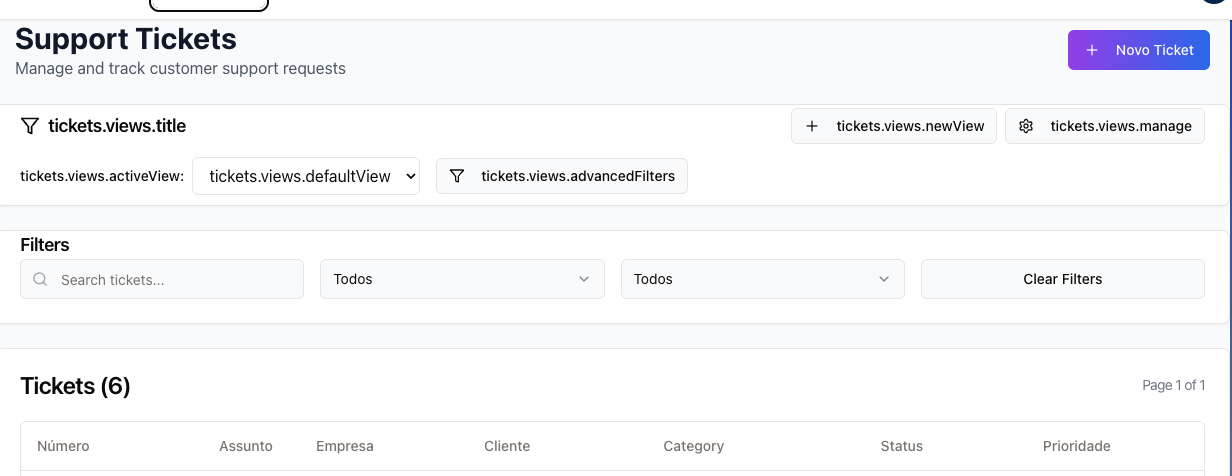 Support Tickets
Manage and track customer support requests
Novo Ticket
tickets.views.title
tickets.views.newView
tickets.views.manage
tickets.views.activeView:
tickets.views.defaultView
tickets.views.advancedFilters
Filters
Search tickets...
Todos
Todos
Clear Filters
Tickets (6)
Page 1 of 1
Número Assunto Empresa Cliente Category Status Prioridade